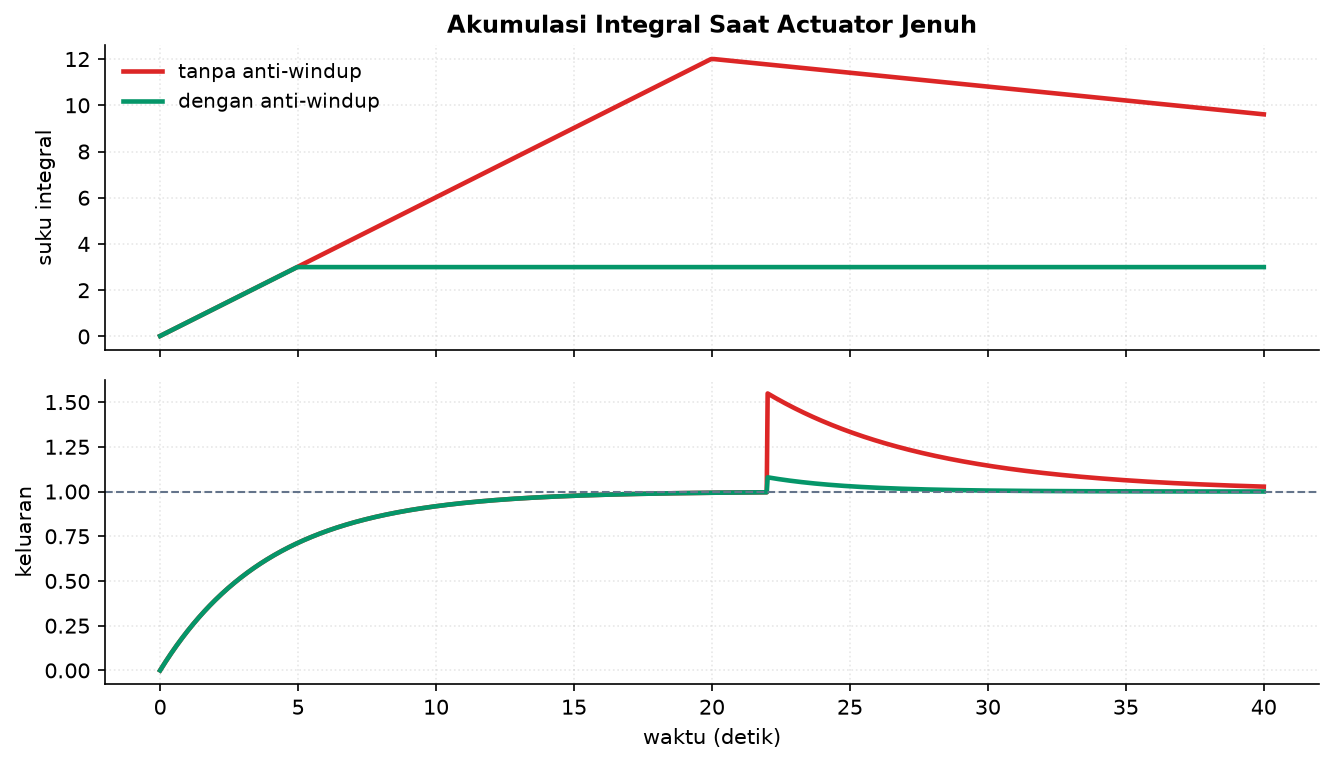 Akumulasi Integral Saat Actuator Jenuh
tanpa anti-windup
dengan anti-windup
suku integral
12
10
8
6
4
2
0
keluaran
1.50
1.25
1.00
0.75
0.50
0.25
0.00
0 5 10 15 20 25 30 35 40
waktu (detik)